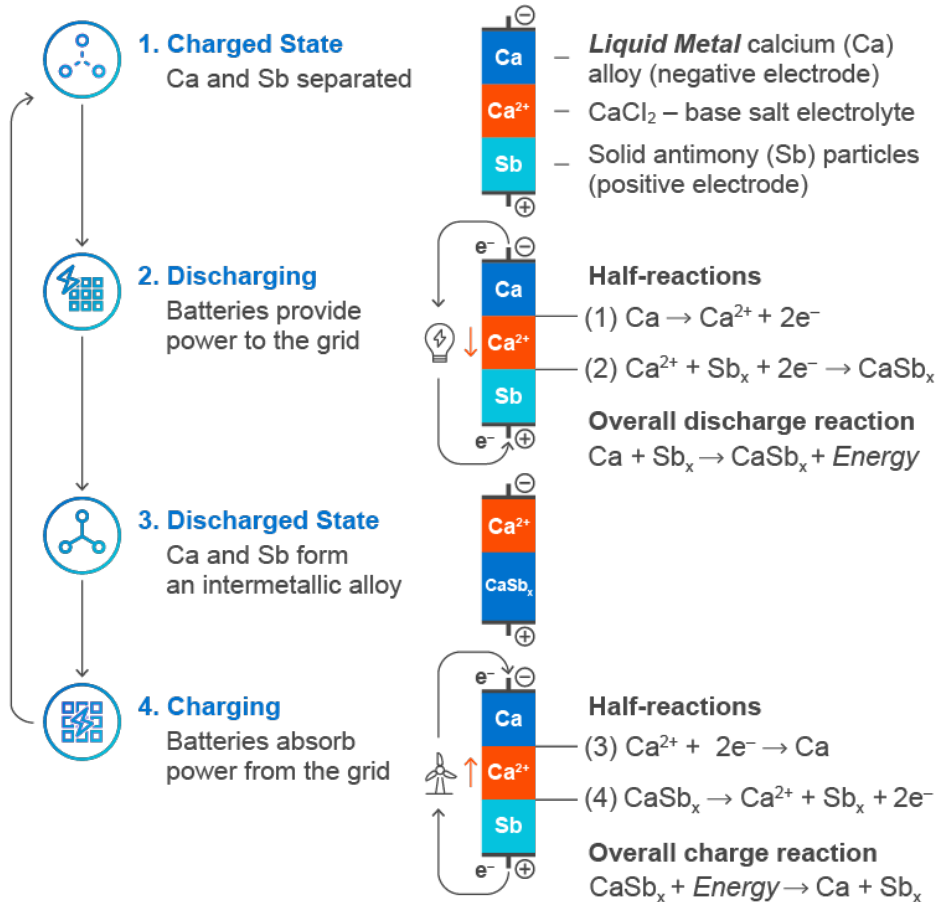 1. Charged State
Ca and Sb separated
⊖
Ca
Ca²⁺
Sb
⊕
– Liquid Metal calcium (Ca)
alloy (negative electrode)
– CaCl₂ – base salt electrolyte
– Solid antimony (Sb) particles
(positive electrode)
2. Discharging
Batteries provide
power to the grid
e⁻ ⊖
Ca
Ca²⁺
Sb
e⁻ ⊕
Half-reactions
(1) Ca → Ca²⁺ + 2e⁻
(2) Ca²⁺ + Sbₓ + 2e⁻ → CaSbₓ
Overall discharge reaction
Ca + Sbₓ → CaSbₓ + Energy
3. Discharged State
Ca and Sb form
an intermetallic alloy
⊖
Ca²⁺
CaSbₓ
⊕
4. Charging
Batteries absorb
power from the grid
e⁻ ⊖
Ca
Ca²⁺
Sb
e⁻ ⊕
Half-reactions
(3) Ca²⁺ + 2e⁻ → Ca
(4) CaSbₓ → Ca²⁺ + Sbₓ + 2e⁻
Overall charge reaction
CaSbₓ + Energy → Ca + Sbₓ